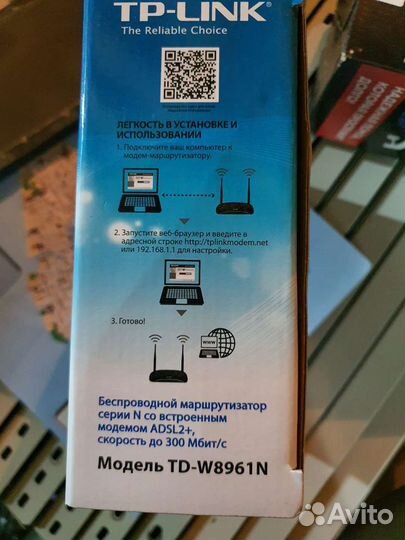 TP-LINK
The Reliable Choice
ЛЕГКОСТЬ В УСТАНОВКЕ И
ИСПОЛЬЗОВАНИИ
1. Подключите ваш компьютер к
модем-маршрутизатору.
2. Запустите веб-браузер и введите в
адресной строке http://tplinkmodem.net
или 192.168.1.1 для настройки.
3. Готово!
www
Беспроводной маршрутизатор
серии N со встроенным
модемом ADSL2+,
скорость до 300 Мбит/с
Модель TD-W8961N
Avito